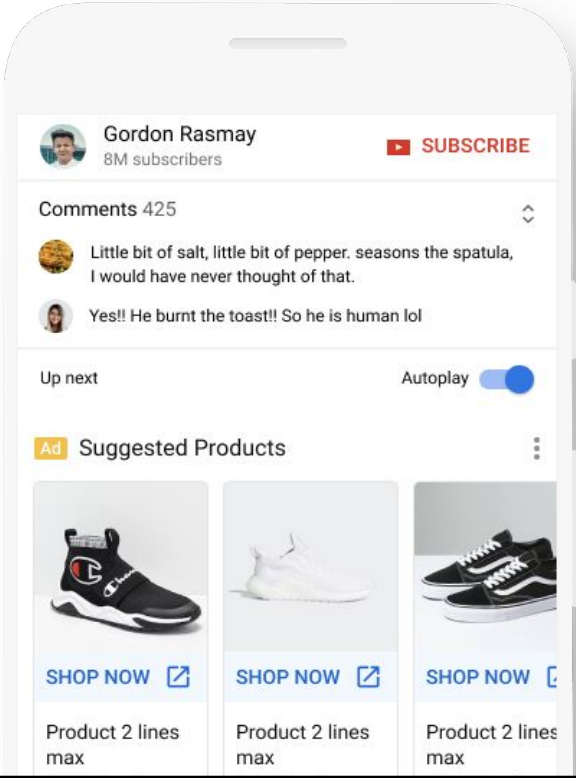 Gordon Rasmay
8M subscribers
SUBSCRIBE
Comments 425
Little bit of salt, little bit of pepper. seasons the spatula,
I would have never thought of that.
Yes!! He burnt the toast!! So he is human lol
Up next
Autoplay
Ad Suggested Products
SHOP NOW
SHOP NOW
SHOP NOW
Product 2 lines
max
Product 2 lines
max
Product 2 lines
max